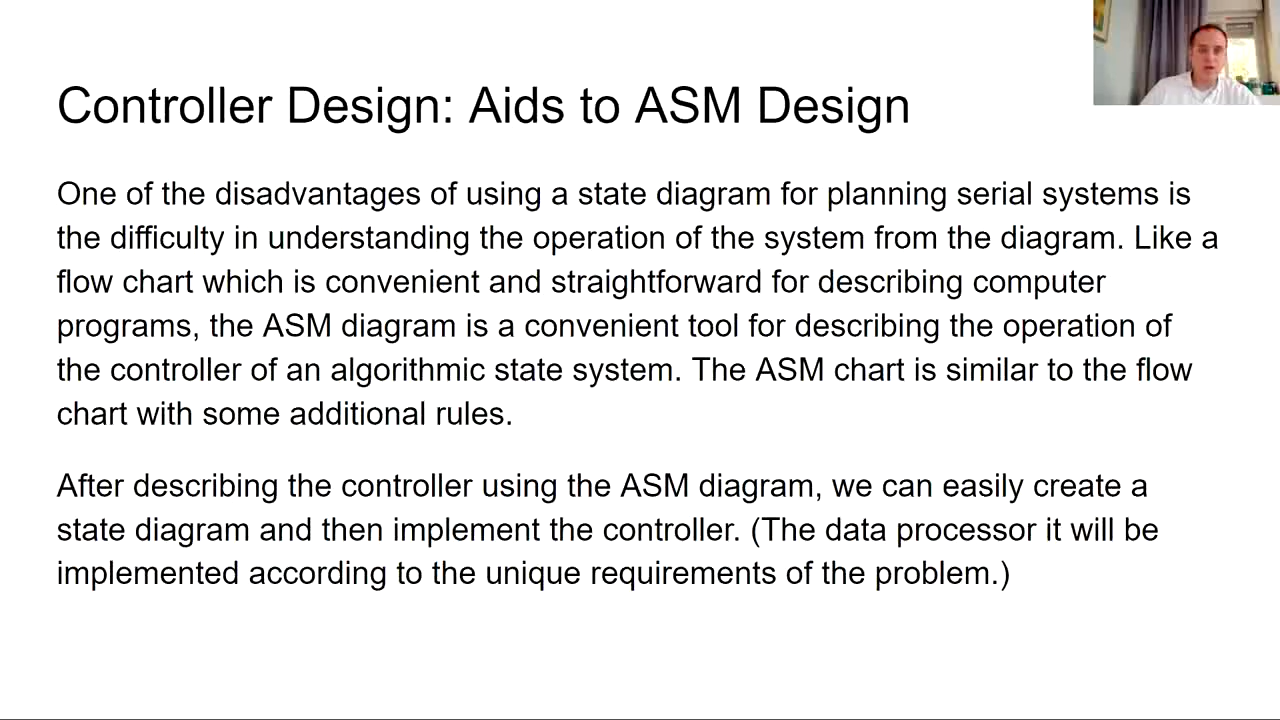 Controller Design: Aids to ASM Design
One of the disadvantages of using a state diagram for planning serial systems is
the difficulty in understanding the operation of the system from the diagram. Like a
flow chart which is convenient and straightforward for describing computer
programs, the ASM diagram is a convenient tool for describing the operation of
the controller of an algorithmic state system. The ASM chart is similar to the flow
chart with some additional rules.
After describing the controller using the ASM diagram, we can easily create a
state diagram and then implement the controller. (The data processor it will be
implemented according to the unique requirements of the problem.)